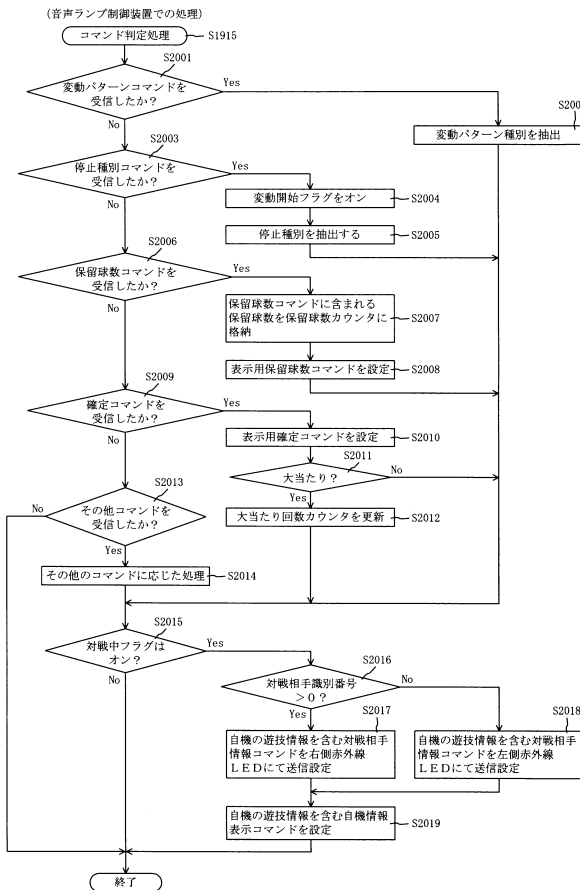 (音声ランプ制御装置での処理)
コマンド判定処理
S1915
S2001
変動パターンコマンドを
受信したか?
Yes
No
S200
変動パターン種別を抽出
S2003
停止種別コマンドを
受信したか?
Yes
No
変動開始フラグをオン
S2004
停止種別を抽出する
S2005
S2006
保留球数コマンドを
受信したか?
Yes
No
保留球数コマンドに含まれる
保留球数を保留球数カウンタに
格納
S2007
表示用保留球数コマンドを設定
S2008
S2009
確定コマンドを
受信したか?
Yes
No
表示用確定コマンドを設定
S2010
S2011
大当たり?
No
Yes
大当たり回数カウンタを更新
S2012
S2013
その他コマンドを
受信したか?
No
Yes
その他のコマンドに応じた処理
S2014
S2015
対戦中フラグは
オン?
Yes
No
S2016
対戦相手識別番号
>0?
No
Yes
S2017
自機の遊技情報を含む対戦相手
情報コマンドを右側赤外線
LEDにて送信設定
S2018
自機の遊技情報を含む対戦相手
情報コマンドを左側赤外線
LEDにて送信設定
自機の遊技情報を含む自機情報
表示コマンドを設定
S2019
終了